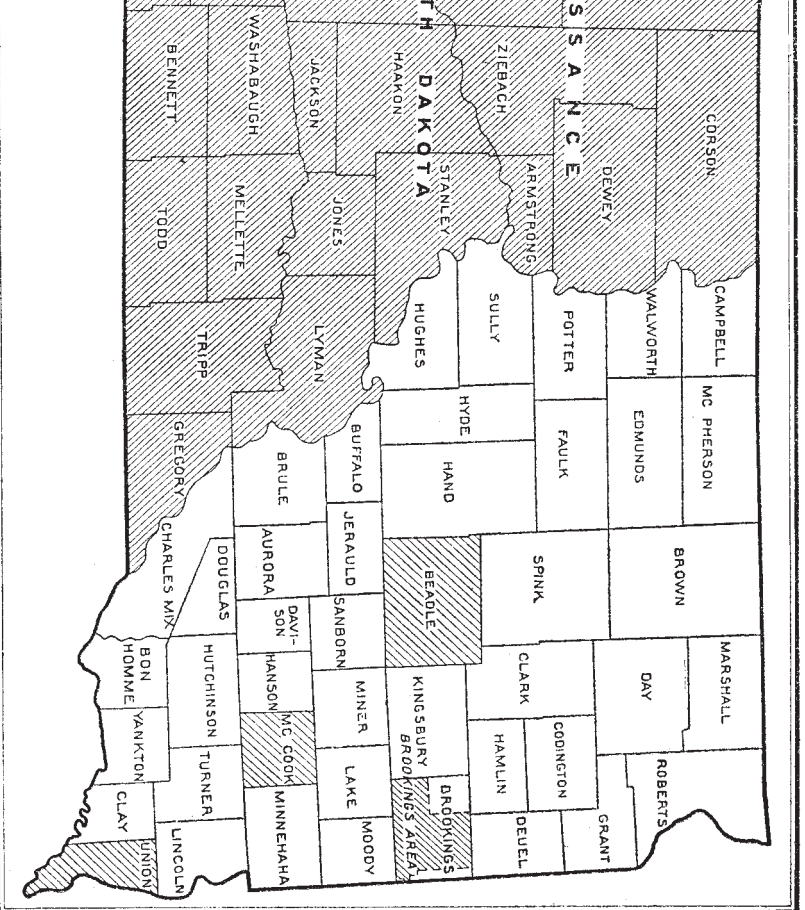 SSANCE
TH DAKOTA
CORSON
DEWEY
ZIEBACH
ARMSTRONG
HAAKON
STANLEY
JACKSON
JONES
WASHABAUGH
MELLETTE
BENNETT
TODD
TRIPP
LYMAN
GREGORY
CAMPBELL
WALWORTH
POTTER
SULLY
HUGHES
MC PHERSON
EDMUNDS
FAULK
HYDE
HAND
BUFFALO
BRULE
JERAULD
AURORA
CHARLES MIX
DOUGLAS
BROWN
SPINK
BEADLE
SANBORN
DAVI-
SON
HANSON
HUTCHINSON
BON
HOMME
YANKTON
MARSHALL
DAY
CLARK
CODINGTON
HAMLIN
KINGSBURY
BROOKINGS AREA
BROOKINGS
MINER
LAKE
MOODY
MC COOK
MINNEHAHA
TURNER
LINCOLN
CLAY
UNION
ROBERTS
GRANT
DEUEL